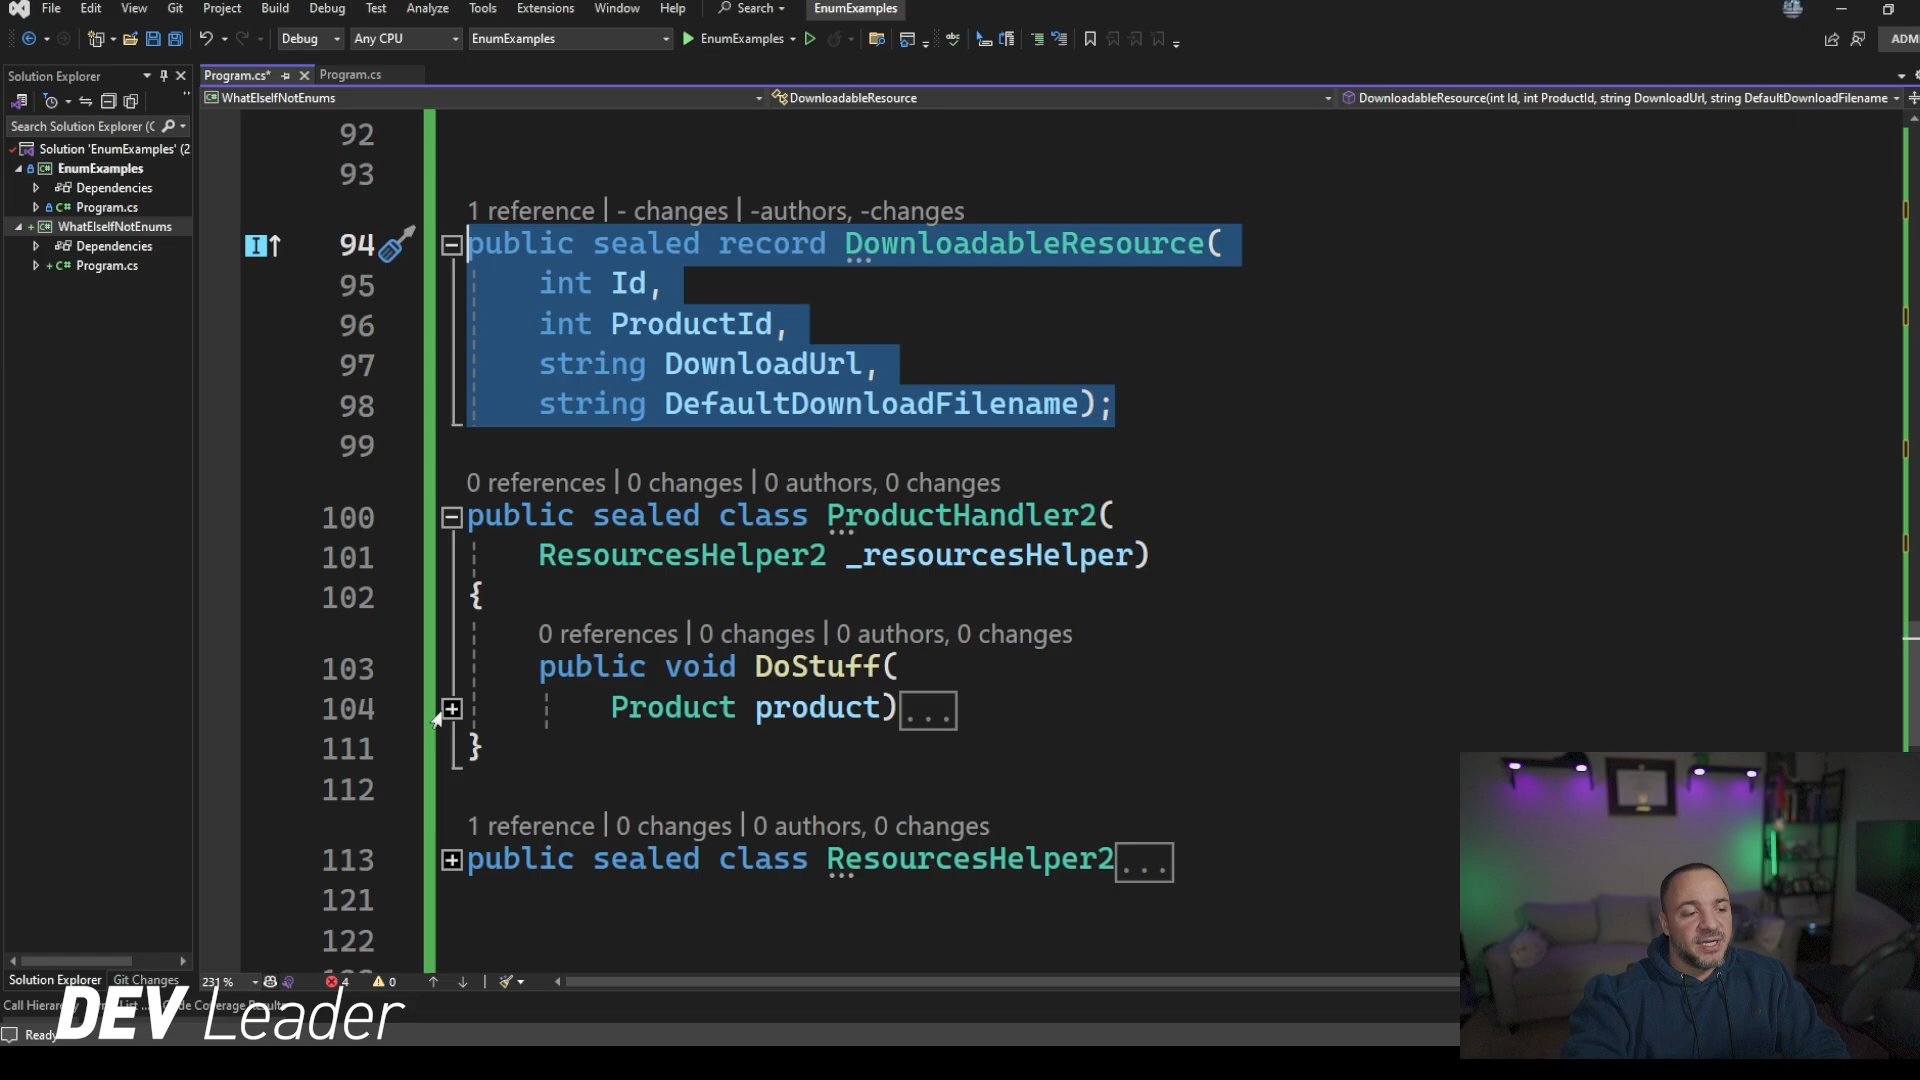 File Edit View Git Project Build Debug Test Analyze Tools Extensions Window Help Search EnumExamples
Debug Any CPU EnumExamples EnumExamples ADM
Solution Explorer
Search Solution Explorer (C
Solution 'EnumExamples' (2
EnumExamples
Dependencies
C# Program.cs
WhatElseIfNotEnums
Dependencies
C# Program.cs
Program.cs* Program.cs
WhatElseIfNotEnums DownloadableResource DownloadableResource(int Id, int ProductId, string DownloadUrl, string DefaultDownloadFilename
92
93
1 reference | - changes | -authors, -changes
94 public sealed record DownloadableResource(
95 int Id,
96 int ProductId,
97 string DownloadUrl,
98 string DefaultDownloadFilename);
99
0 references | 0 changes | 0 authors, 0 changes
100 public sealed class ProductHandler2(
101 ResourcesHelper2 _resourcesHelper)
102 {
0 references | 0 changes | 0 authors, 0 changes
103 public void DoStuff(
104 Product product)...
111 }
112
1 reference | 0 changes | 0 authors, 0 changes
113 public sealed class ResourcesHelper2...
121
122
Solution Explorer Git Changes 231 % 4 0
Call Hierar ode Coverage Results
Ready
DEV Leader